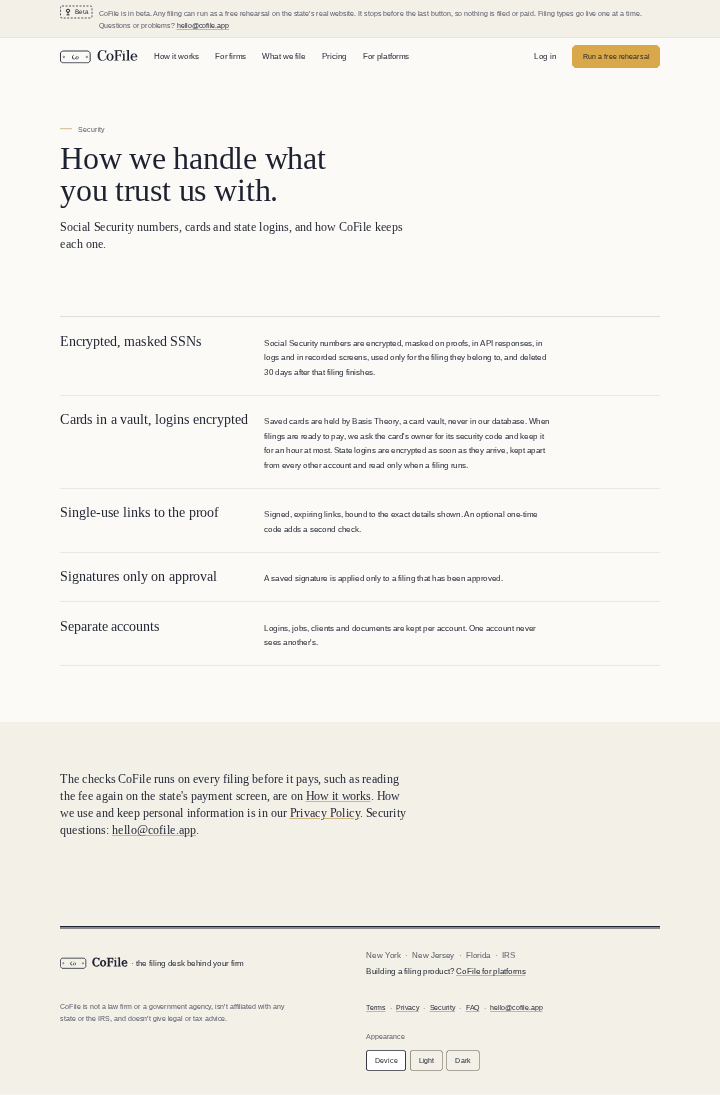 Beta
CoFile is in beta. Any filing can run as a free rehearsal on the state's real website. It stops before the last button, so nothing is filed or paid. Filing types go live one at a time.
Questions or problems? hello@cofile.app
Co CoFile How it works For firms What we file Pricing For platforms Log in Run a free rehearsal
Security
How we handle what
you trust us with.
Social Security numbers, cards and state logins, and how CoFile keeps
each one.
Encrypted, masked SSNs
Social Security numbers are encrypted, masked on proofs, in API responses, in
logs and in recorded screens, used only for the filing they belong to, and deleted
30 days after that filing finishes.
Cards in a vault, logins encrypted
Saved cards are held by Basis Theory, a card vault, never in our database. When
filings are ready to pay, we ask the card's owner for its security code and keep it
for an hour at most. State logins are encrypted as soon as they arrive, kept apart
from every other account and read only when a filing runs.
Single-use links to the proof
Signed, expiring links, bound to the exact details shown. An optional one-time
code adds a second check.
Signatures only on approval
A saved signature is applied only to a filing that has been approved.
Separate accounts
Logins, jobs, clients and documents are kept per account. One account never
sees another's.
The checks CoFile runs on every filing before it pays, such as reading
the fee again on the state's payment screen, are on How it works. How
we use and keep personal information is in our Privacy Policy. Security
questions: hello@cofile.app.
Co CoFile · the filing desk behind your firm
CoFile is not a law firm or a government agency, isn't affiliated with any
state or the IRS, and doesn't give legal or tax advice.
New York · New Jersey · Florida · IRS
Building a filing product? CoFile for platforms
Terms · Privacy · Security · FAQ · hello@cofile.app
Appearance
Device Light Dark